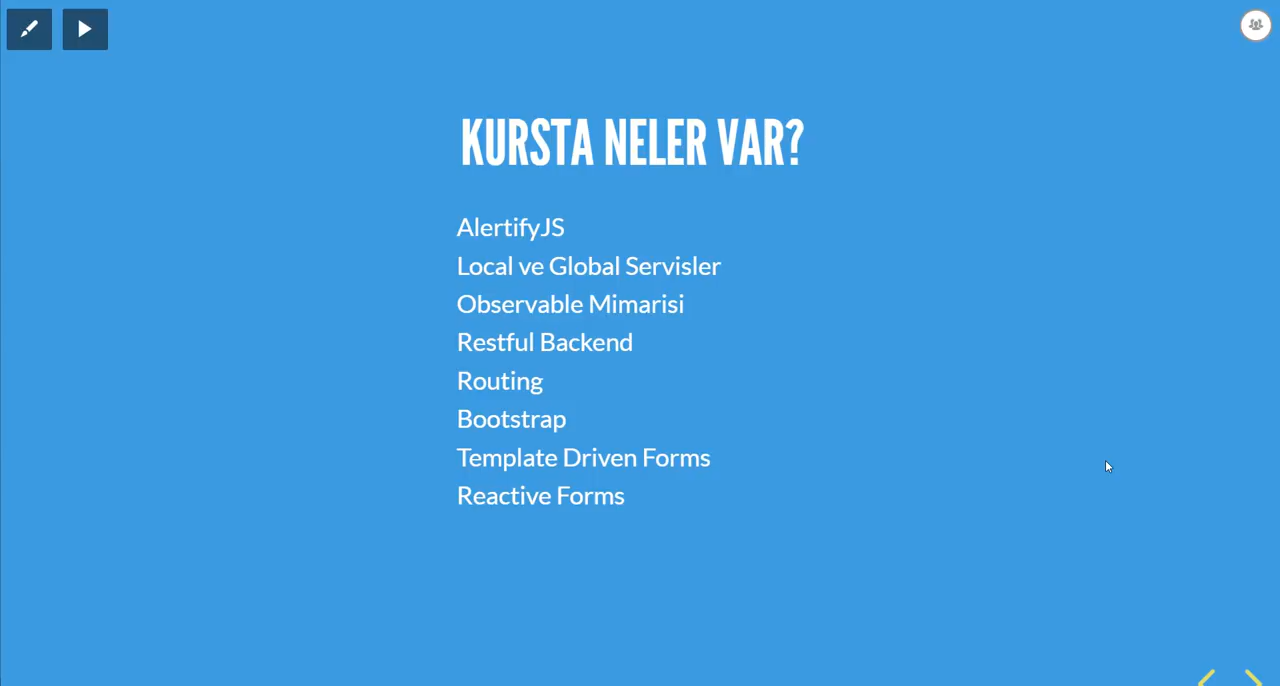 KURSTA NELER VAR?
AlertifyJS
Local ve Global Servisler
Observable Mimarisi
Restful Backend
Routing
Bootstrap
Template Driven Forms
Reactive Forms